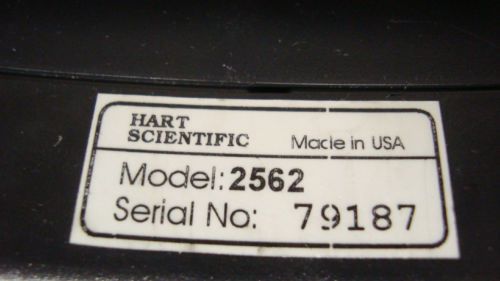 HART
SCIENTIFIC Made in USA
Model: 2562
Serial No: 79187